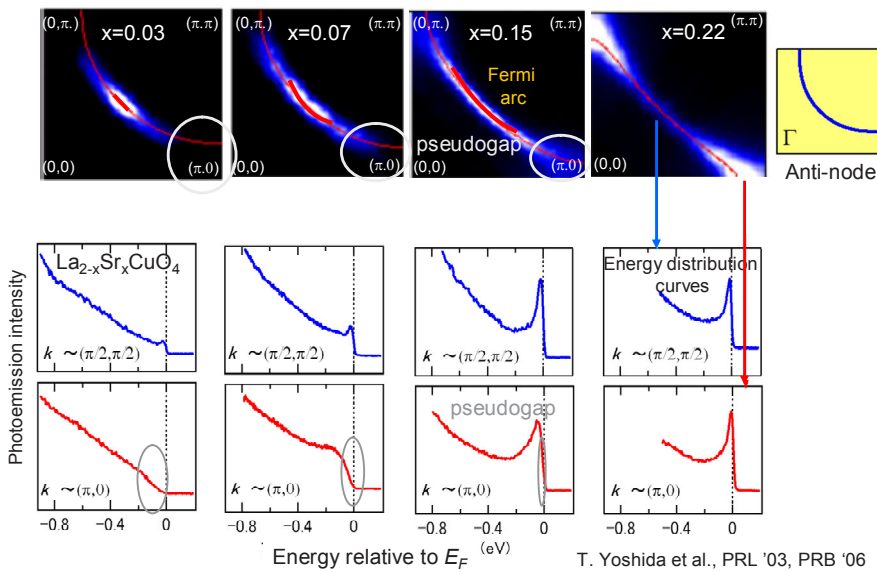 (0,π.) x=0.03 (π.π)
(0,0) (π.0)
(0,π.) x=0.07 (π.π)
(0,0) (π.0)
(0,π.) x=0.15 (π.π)
Fermi
arc
pseudogap
(0,0) (π.0)
x=0.22 (π.π)
(0,0)
Γ
Anti-node
Photoemission intensity
La2-xSrxCuO4
k ~(π/2,π/2)
k ~(π/2,π/2)
k ~(π/2,π/2)
Energy distribution
curves
k ~(π/2,π/2)
k ~(π,0)
k ~(π,0)
pseudogap
k ~(π,0)
k ~(π,0)
−0.8 −0.4 0
−0.8 −0.4 0
−0.8 −0.4 0
−0.8 −0.4 0
Energy relative to EF (eV)
T. Yoshida et al., PRL '03, PRB '06